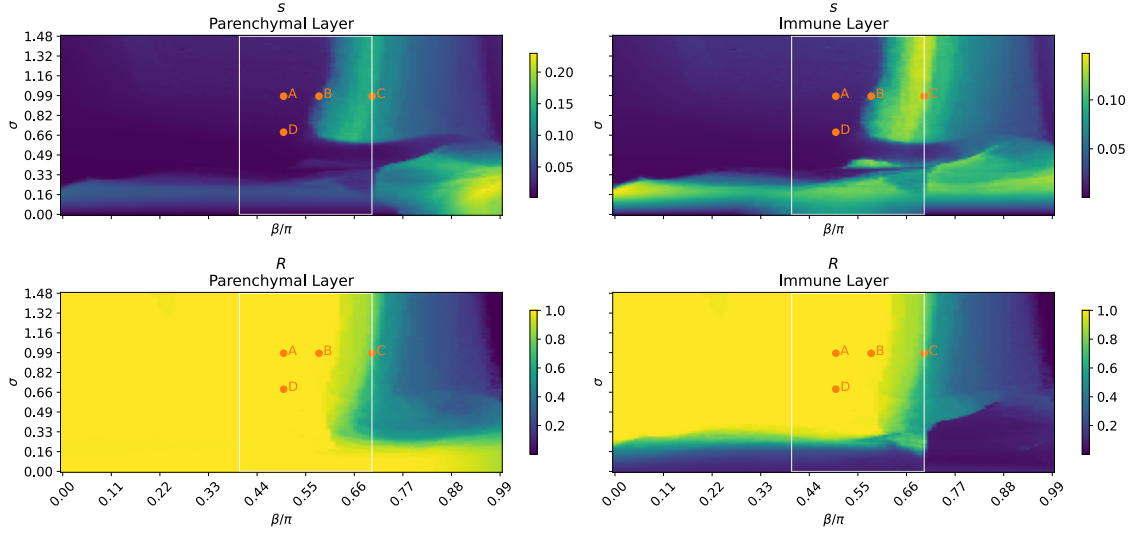 s
Parenchymal Layer
1.48
1.32
1.16
0.99
0.82
0.66
0.49
0.33
0.16
0.00
σ
A
B
C
D
0.20
0.15
0.10
0.05
β/π
s
Immune Layer
σ
A
B
C
D
0.10
0.05
β/π
R
Parenchymal Layer
1.48
1.32
1.16
0.99
0.82
0.66
0.49
0.33
0.16
0.00
σ
A
B
C
D
1.0
0.8
0.6
0.4
0.2
0.00
0.11
0.22
0.33
0.44
0.55
0.66
0.77
0.88
0.99
β/π
R
Immune Layer
σ
A
B
C
D
1.0
0.8
0.6
0.4
0.2
0.00
0.11
0.22
0.33
0.44
0.55
0.66
0.77
0.88
0.99
β/π